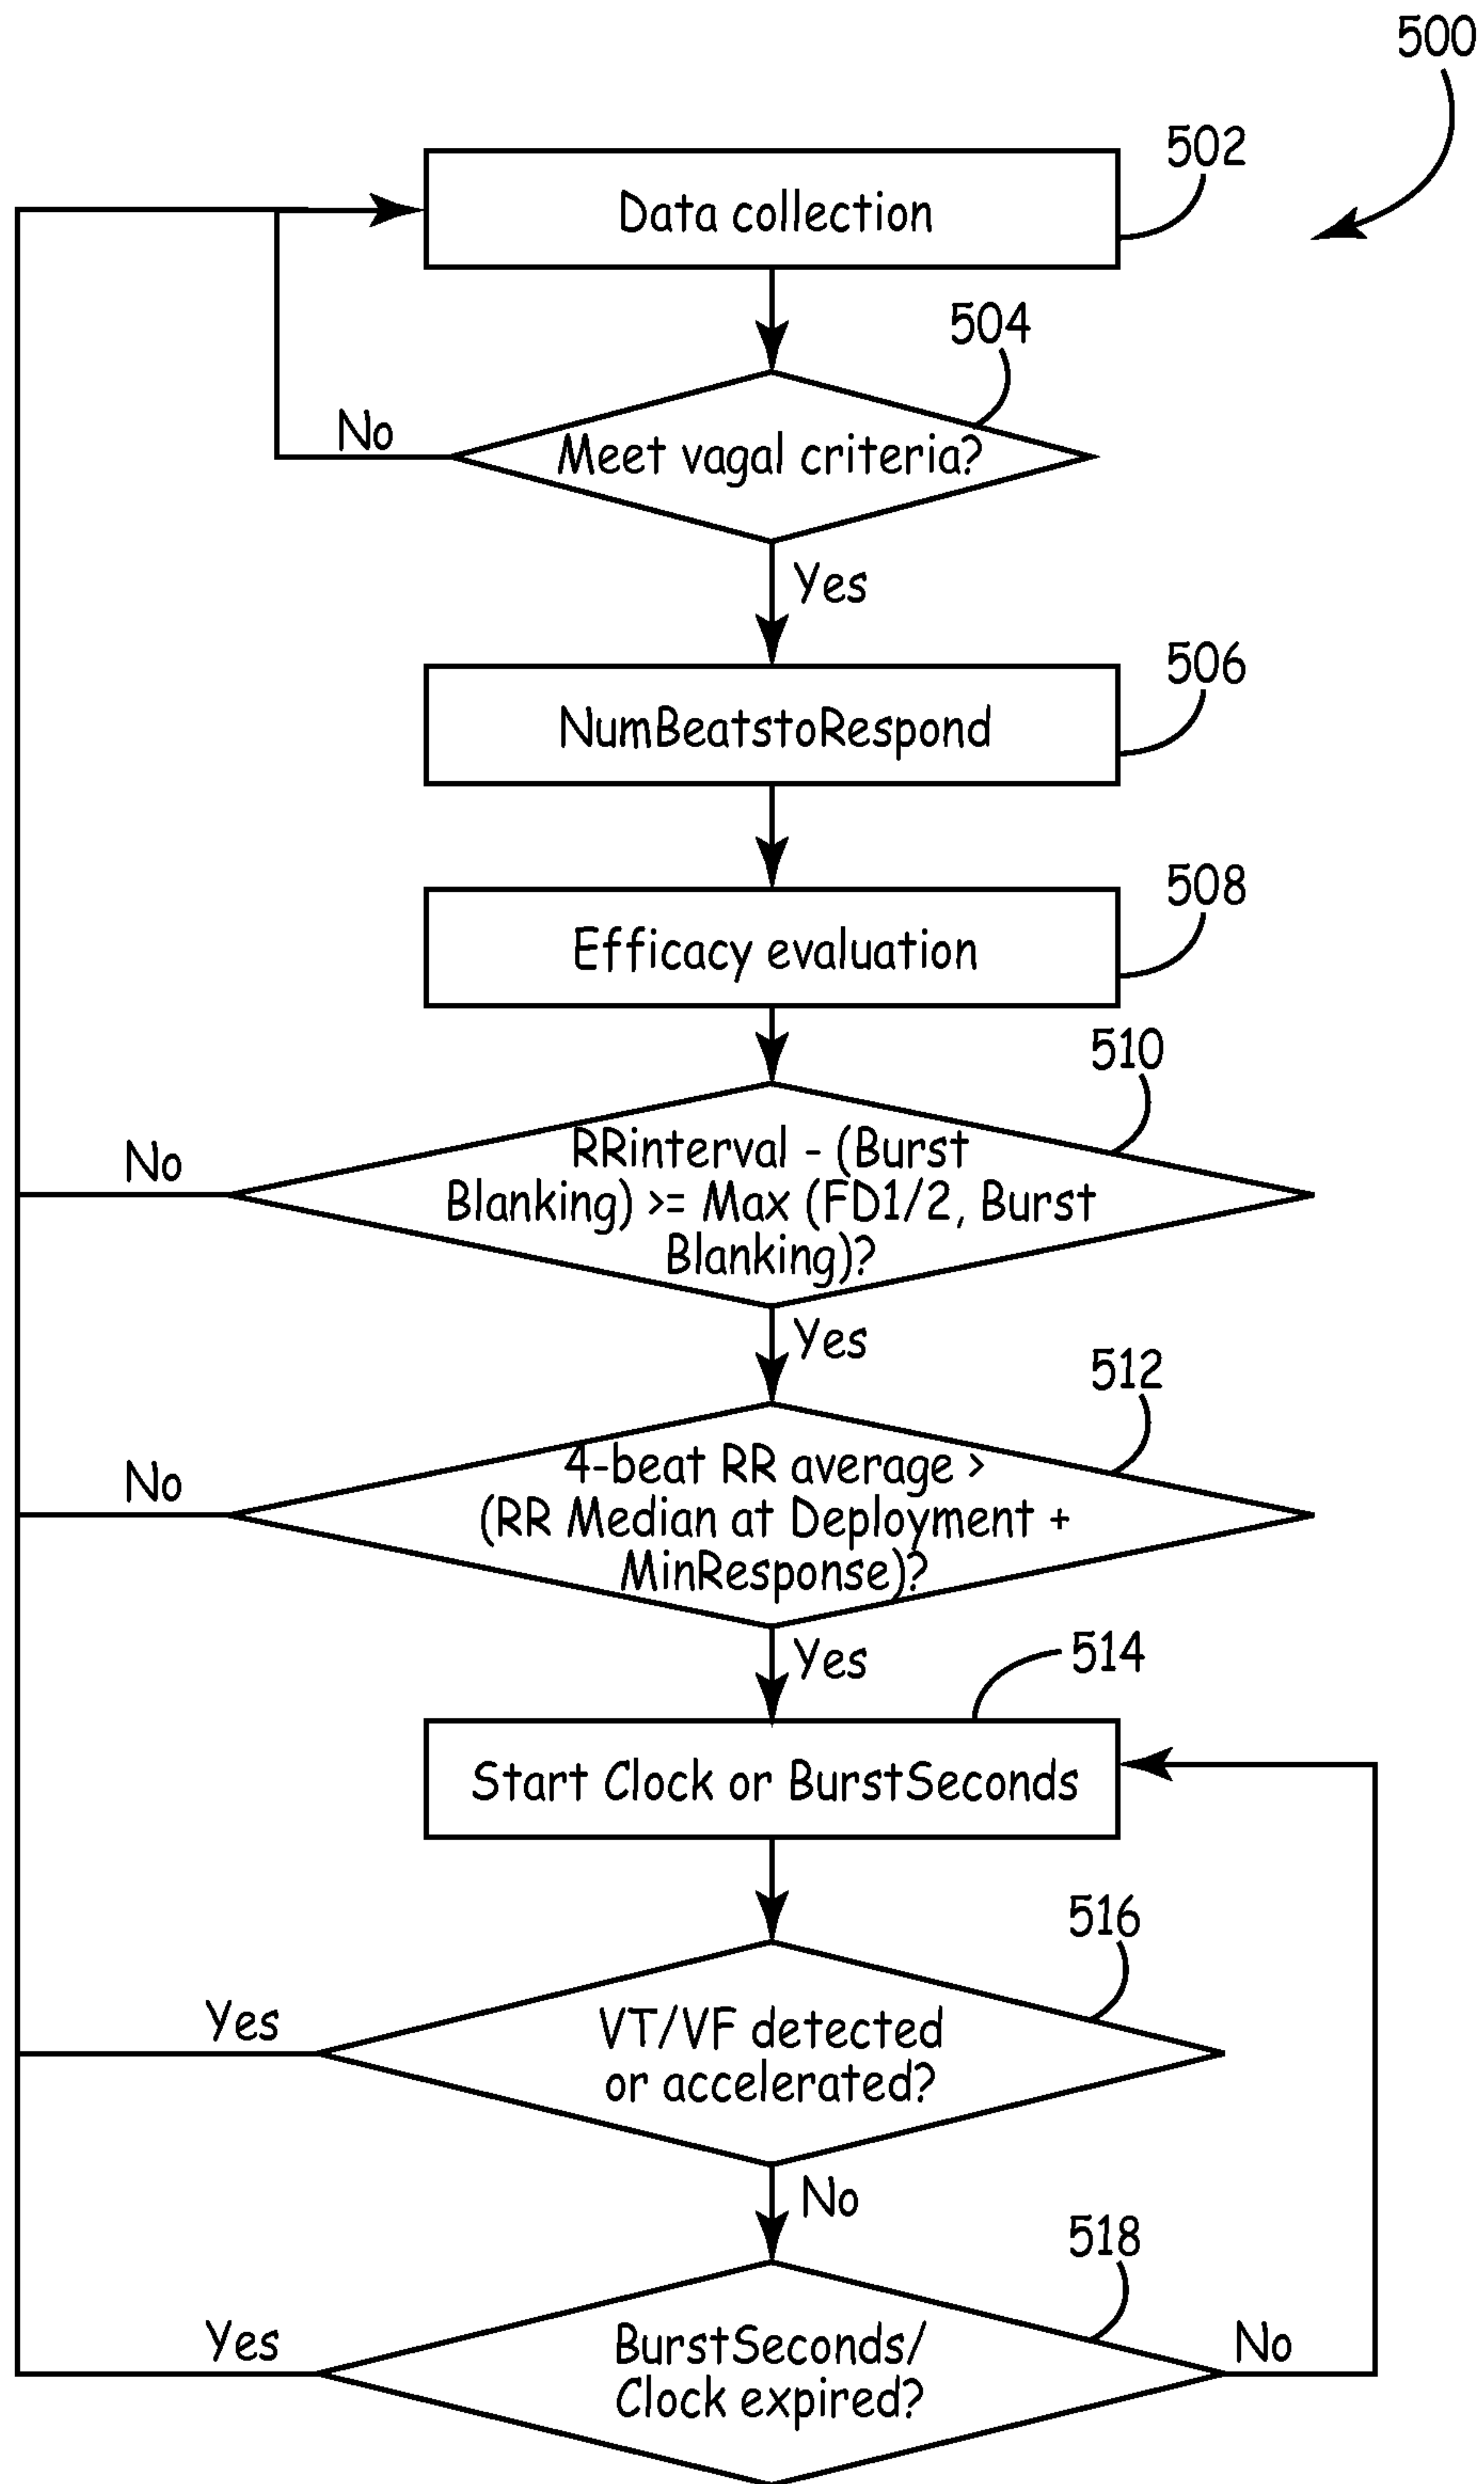 500
502
Data collection
504
No
Meet vagal criteria?
Yes
506
NumBeatstoRespond
508
Efficacy evaluation
510
No
RRinterval - (Burst
Blanking) >= Max (FD1/2, Burst
Blanking)?
Yes
512
No
4-beat RR average >
(RR Median at Deployment +
MinResponse)?
Yes
514
Start Clock or BurstSeconds
516
Yes
VT/VF detected
or accelerated?
No
518
Yes
BurstSeconds/
Clock expired?
No